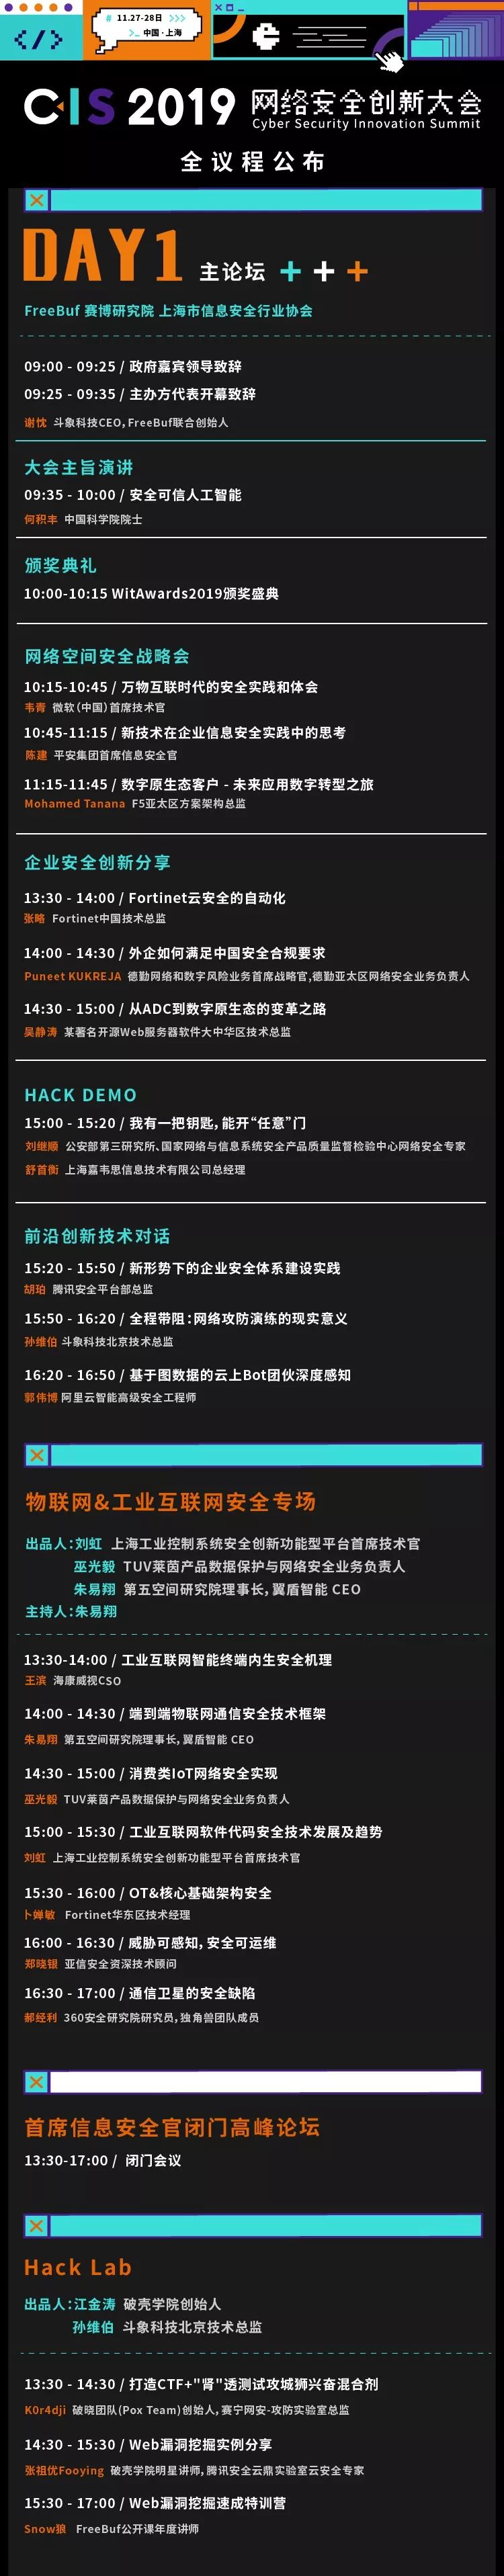 # 11.27-28日 >>>
>_ 中国·上海
</>
CIS 2019 网络安全创新大会
Cyber Security Innovation Summit
全议程公布
DAY1 主论坛 + + +
FreeBuf 赛博研究院 上海市信息安全行业协会
09:00 - 09:25 / 政府嘉宾领导致辞
09:25 - 09:35 / 主办方代表开幕致辞
谢忱 斗象科技CEO，FreeBuf联合创始人
大会主旨演讲
09:35 - 10:00 / 安全可信人工智能
何积丰 中国科学院院士
颁奖典礼
10:00-10:15 WitAwards2019颁奖盛典
网络空间安全战略会
10:15-10:45 / 万物互联时代的安全实践和体会
韦青 微软（中国）首席技术官
10:45-11:15 / 新技术在企业信息安全实践中的思考
陈建 平安集团首席信息安全官
11:15-11:45 / 数字原生态客户 - 未来应用数字转型之旅
Mohamed Tanana F5亚太区方案架构总监
企业安全创新分享
13:30 - 14:00 / Fortinet云安全的自动化
张略 Fortinet中国技术总监
14:00 - 14:30 / 外企如何满足中国安全合规要求
Puneet KUKREJA 德勤网络和数字风险业务首席战略官,德勤亚太区网络安全业务负责人
14:30 - 15:00 / 从ADC到数字原生态的变革之路
吴静涛 某著名开源Web服务器软件大中华区技术总监
HACK DEMO
15:00 - 15:20 / 我有一把钥匙，能开“任意”门
刘继顺 公安部第三研究所、国家网络与信息系统安全产品质量监督检验中心网络安全专家
舒首衡 上海嘉韦思信息技术有限公司总经理
前沿创新技术对话
15:20 - 15:50 / 新形势下的企业安全体系建设实践
胡珀 腾讯安全平台部总监
15:50 - 16:20 / 全程带阻：网络攻防演练的现实意义
孙维伯 斗象科技北京技术总监
16:20 - 16:50 / 基于图数据的云上Bot团伙深度感知
郭伟博 阿里云智能高级安全工程师
物联网&工业互联网安全专场
出品人：刘虹 上海工业控制系统安全创新功能型平台首席技术官
巫光毅 TUV莱茵产品数据保护与网络安全业务负责人
朱易翔 第五空间研究院理事长，翼盾智能 CEO
主持人：朱易翔
13:30-14:00 / 工业互联网智能终端内生安全机理
王滨 海康威视CSO
14:00 - 14:30 / 端到端物联网通信安全技术框架
朱易翔 第五空间研究院理事长，翼盾智能 CEO
14:30 - 15:00 / 消费类IoT网络安全实现
巫光毅 TUV莱茵产品数据保护与网络安全业务负责人
15:00 - 15:30 / 工业互联网软件代码安全技术发展及趋势
刘虹 上海工业控制系统安全创新功能型平台首席技术官
15:30 - 16:00 / OT&核心基础架构安全
卜婵敏 Fortinet华东区技术经理
16:00 - 16:30 / 威胁可感知，安全可运维
郑晓银 亚信安全资深技术顾问
16:30 - 17:00 / 通信卫星的安全缺陷
郝经利 360安全研究院研究员，独角兽团队成员
首席信息安全官闭门高峰论坛
13:30-17:00 / 闭门会议
Hack Lab
出品人：江金涛 破壳学院创始人
孙维伯 斗象科技北京技术总监
13:30 - 14:30 / 打造CTF+"肾"透测试攻城狮兴奋混合剂
K0r4dji 破晓团队(Pox Team)创始人，赛宁网安-攻防实验室总监
14:30 - 15:30 / Web漏洞挖掘实例分享
张祖优Fooying 破壳学院明星讲师，腾讯安全云鼎实验室云安全专家
15:30 - 17:00 / Web漏洞挖掘速成特训营
Snow狼 FreeBuf公开课年度讲师